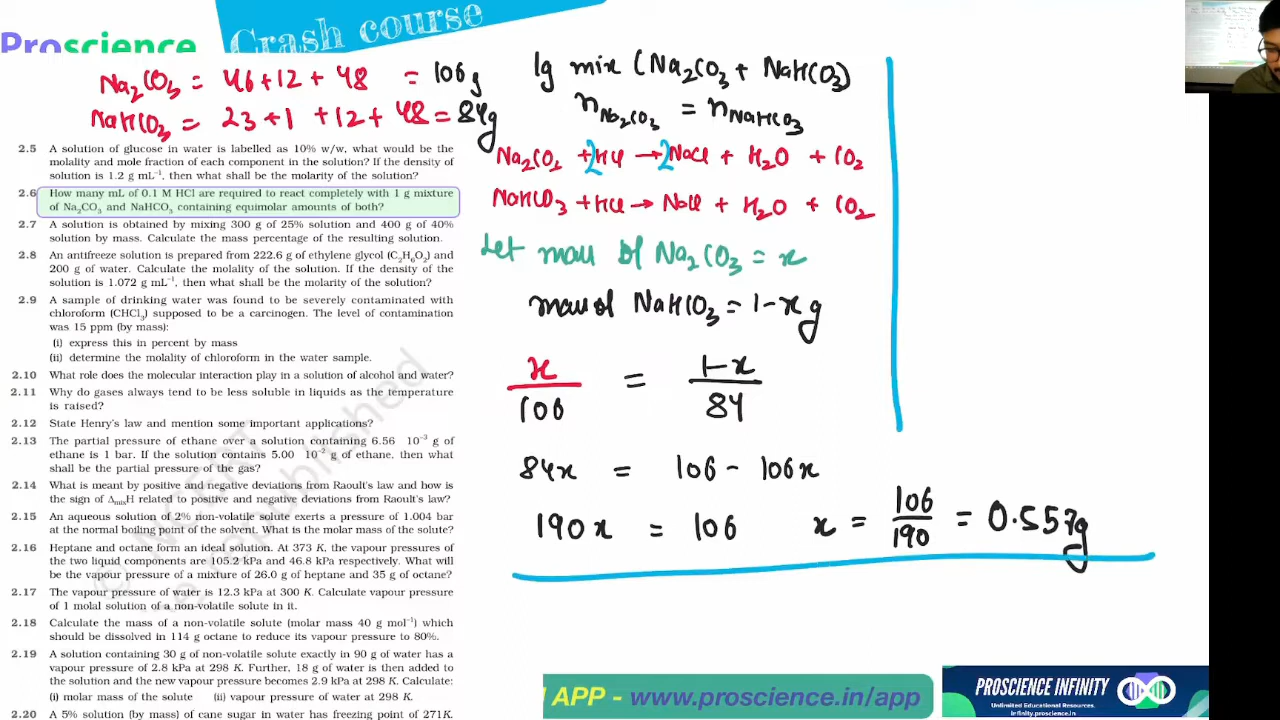 Crash course
Proscience
Na₂CO₃ = 46+12+48 = 106g
NaHCO₃ = 23+1+12+48 = 84g
2.5 A solution of glucose in water is labelled as 10% w/w, what would be the
molality and mole fraction of each component in the solution? If the density
of solution is 1.2 g mL⁻¹, then what shall be the molarity of the solution?
2.6 How many mL of 0.1 M HCl are required to react completely with 1 g mixture
of Na₂CO₃ and NaHCO₃ containing equimolar amounts of both?
2.7 A solution is obtained by mixing 300 g of 25% solution and 400 g of 40%
solution by mass. Calculate the mass percentage of the resulting solution.
2.8 An antifreeze solution is prepared from 222.6 g of ethylene glycol (C₂H₆O₂) and
200 g of water. Calculate the molality of the solution. If the density of the
solution is 1.072 g mL⁻¹, then what shall be the molarity of the solution?
2.9 A sample of drinking water was found to be severely contaminated with
chloroform (CHCl₃) supposed to be a carcinogen. The level of contamination
was 15 ppm (by mass):
(i) express this in percent by mass
(ii) determine the molality of chloroform in the water sample.
2.10 What role does the molecular interaction play in a solution of alcohol and water?
2.11 Why do gases always tend to be less soluble in liquids as the temperature
is raised?
2.12 State Henry's law and mention some important applications?
2.13 The partial pressure of ethane over a solution containing 6.56 10⁻³ g of
ethane is 1 bar. If the solution contains 5.00 10⁻² g of ethane, then what
shall be the partial pressure of the gas?
2.14 What is meant by positive and negative deviations from Raoult's law and how is
the sign of ΔmixH related to positive and negative deviations from Raoult's law?
2.15 An aqueous solution of 2% non-volatile solute exerts a pressure of 1.004 bar
at the normal boiling point of the solvent. What is the molar mass of the solute?
2.16 Heptane and octane form an ideal solution. At 373 K, the vapour pressures of
the two liquid components are 105.2 kPa and 46.8 kPa respectively. What will
be the vapour pressure of a mixture of 26.0 g of heptane and 35 g of octane?
2.17 The vapour pressure of water is 12.3 kPa at 300 K. Calculate vapour pressure
of 1 molal solution of a non-volatile solute in it.
2.18 Calculate the mass of a non-volatile solute (molar mass 40 g mol⁻¹) which
should be dissolved in 114 g octane to reduce its vapour pressure to 80%.
2.19 A solution containing 30 g of non-volatile solute exactly in 90 g of water has a
vapour pressure of 2.8 kPa at 298 K. Further, 18 g of water is then added to
the solution and the new vapour pressure becomes 2.9 kPa at 298 K. Calculate:
(i) molar mass of the solute (ii) vapour pressure of water at 298 K.
2.20 A 5% solution (by mass) of cane sugar in water has freezing point of 271K.
1g mix (Na₂CO₃ + NaHCO₃)
nNa₂CO₃ = nNaHCO₃
Na₂CO₂ + 2HCl → 2NaCl + H₂O + CO₂
NaHCO₃ + HCl → NaCl + H₂O + CO₂
Let mass of Na₂CO₃ = x
mass of NaHCO₃ = 1-x g
x/106 = 1-x/84
84x = 106 - 106x
190x = 106 x = 106/190 = 0.557g
APP - www.proscience.in/app
PROSCIENCE INFINITY
Unlimited Educational Resources.
infinity.proscience.in